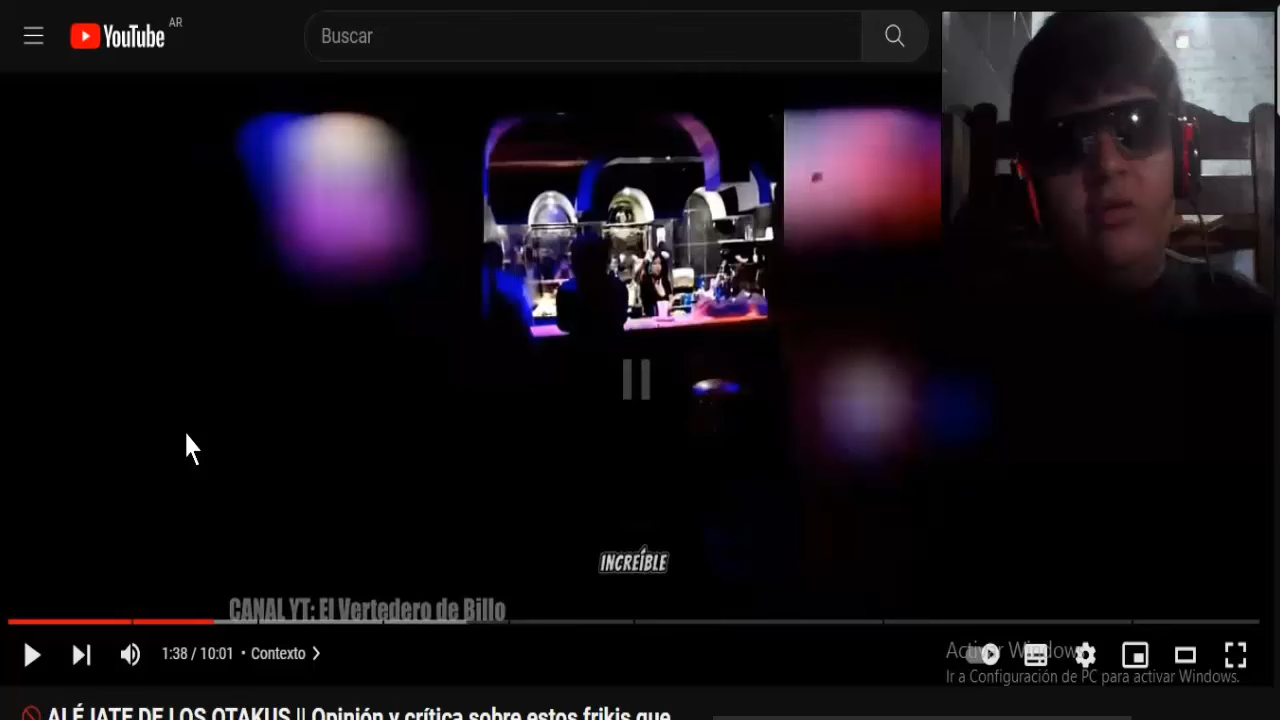 YouTube AR
Buscar
INCREÍBLE
CANAL YT: El Vertedero de Billo
1:38 / 10:01 • Contexto
Activar Windows
Ir a Configuración de PC para activar Windows.
ALÉJATE DE LOS OTAKUS || Opinión y crítica sobre estos frikis que